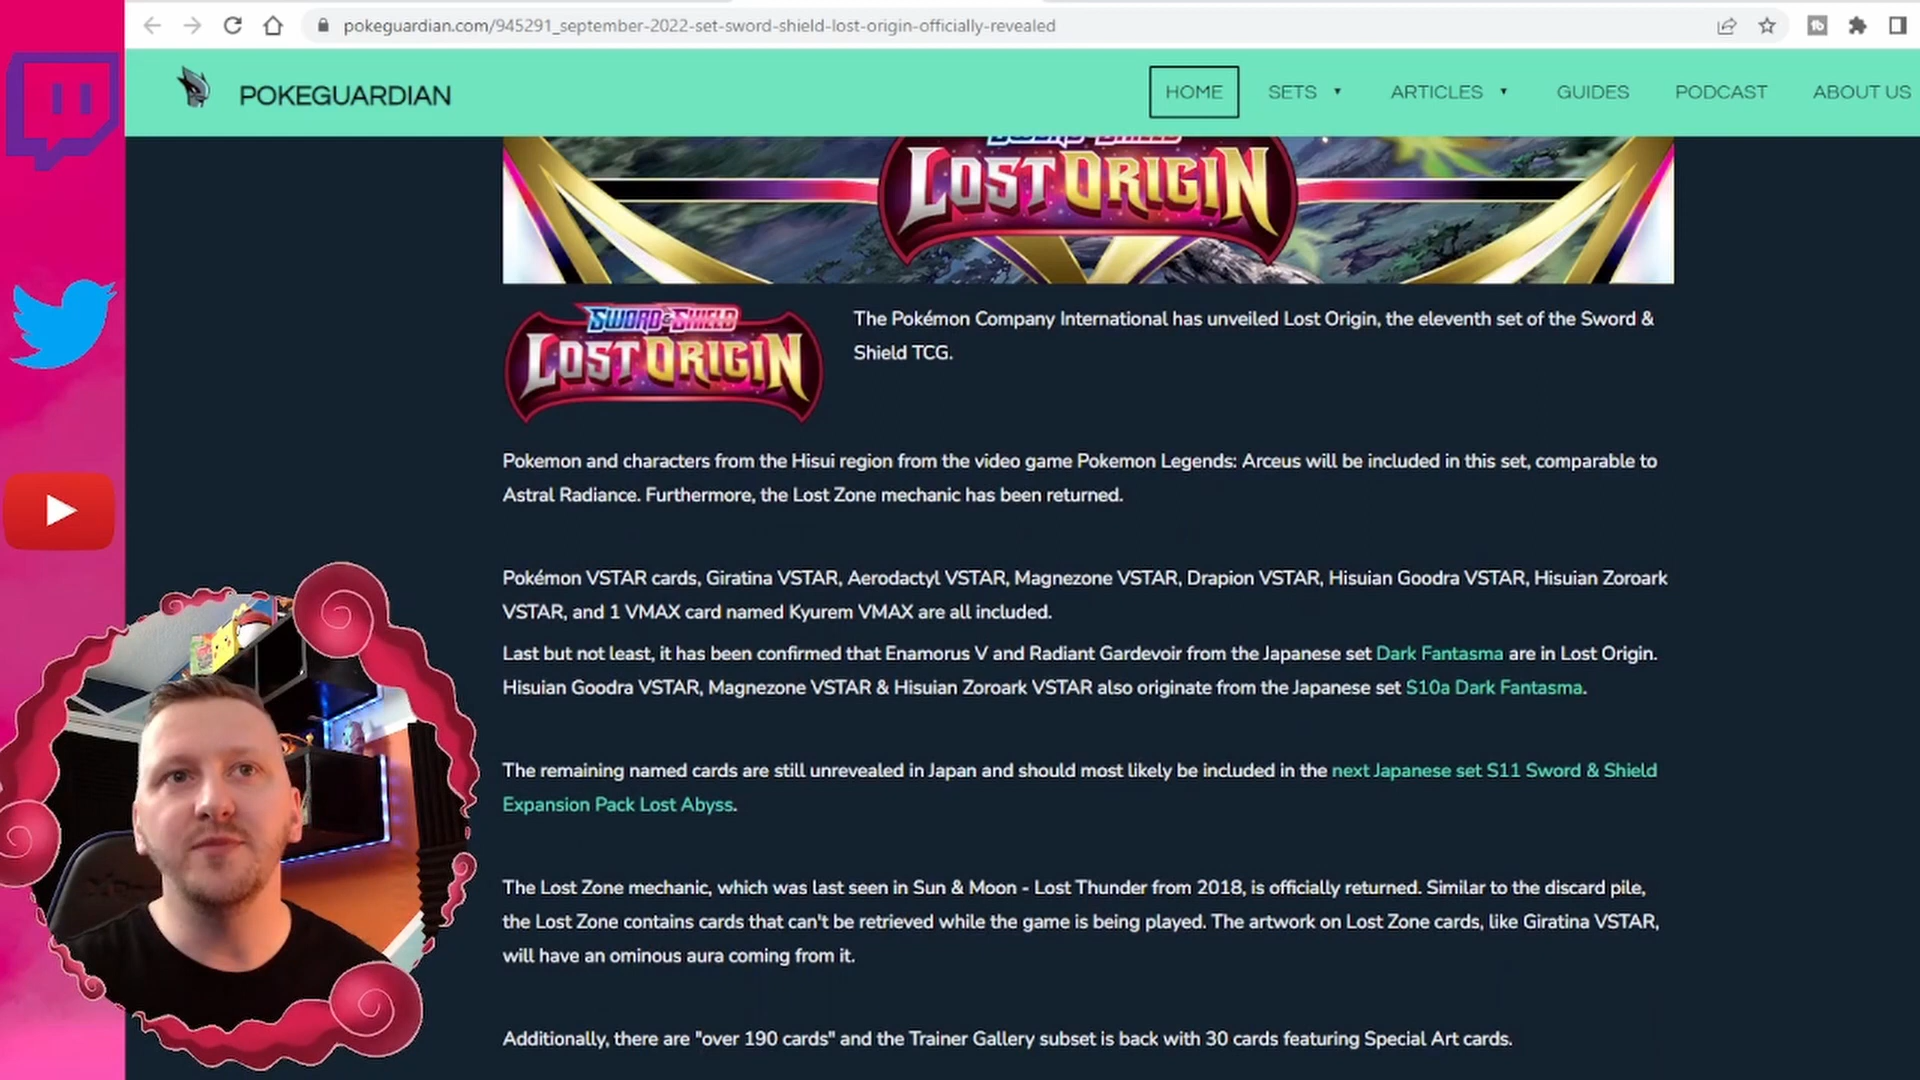 pokeguardian.com/945291_september-2022-set-sword-shield-lost-origin-officially-revealed
POKEGUARDIAN
HOME
SETS
ARTICLES
GUIDES
PODCAST
ABOUT US
SWORD & SHIELD
LOST ORIGIN
SWORD & SHIELD
LOST ORIGIN
The Pokémon Company International has unveiled Lost Origin, the eleventh set of the Sword &
Shield TCG.
Pokemon and characters from the Hisui region from the video game Pokemon Legends: Arceus will be included in this set, comparable to
Astral Radiance. Furthermore, the Lost Zone mechanic has been returned.
Pokémon VSTAR cards, Giratina VSTAR, Aerodactyl VSTAR, Magnezone VSTAR, Drapion VSTAR, Hisuian Goodra VSTAR, Hisuian Zoroark
VSTAR, and 1 VMAX card named Kyurem VMAX are all included.
Last but not least, it has been confirmed that Enamorus V and Radiant Gardevoir from the Japanese set Dark Fantasma are in Lost Origin.
Hisuian Goodra VSTAR, Magnezone VSTAR & Hisuian Zoroark VSTAR also originate from the Japanese set S10a Dark Fantasma.
The remaining named cards are still unrevealed in Japan and should most likely be included in the next Japanese set S11 Sword & Shield
Expansion Pack Lost Abyss.
The Lost Zone mechanic, which was last seen in Sun & Moon - Lost Thunder from 2018, is officially returned. Similar to the discard pile,
the Lost Zone contains cards that can't be retrieved while the game is being played. The artwork on Lost Zone cards, like Giratina VSTAR,
will have an ominous aura coming from it.
Additionally, there are "over 190 cards" and the Trainer Gallery subset is back with 30 cards featuring Special Art cards.